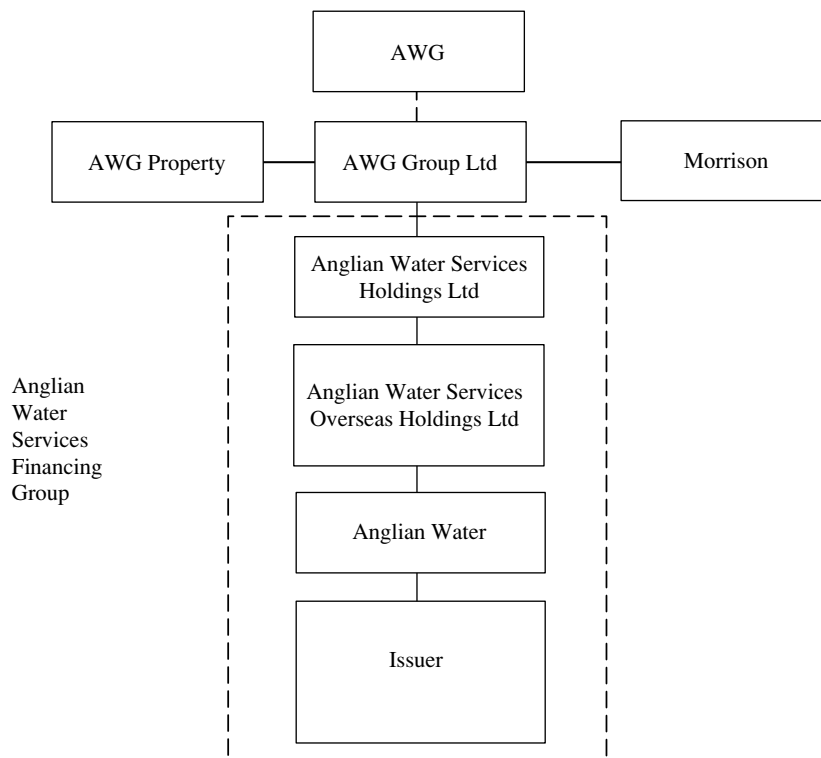 AWG
AWG Property
AWG Group Ltd
Morrison
Anglian Water Services
Holdings Ltd
Anglian
Water
Services
Financing
Group
Anglian Water Services
Overseas Holdings Ltd
Anglian Water
Issuer